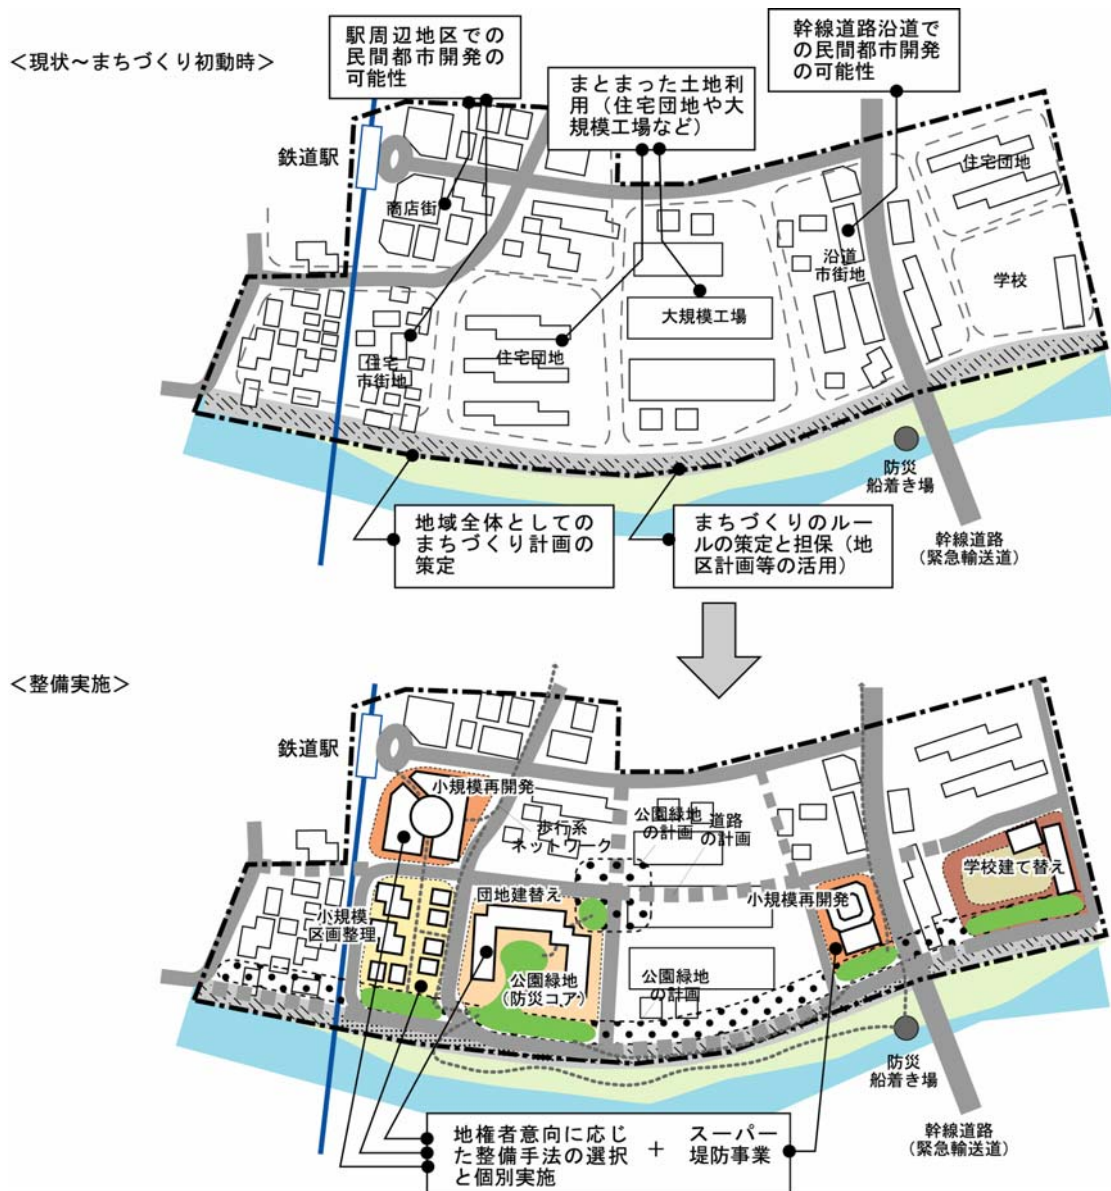 ＜現状～まちづくり初動時＞
駅周辺地区での
民間都市開発の
可能性
まとまった土地利
用（住宅団地や大
規模工場など）
幹線道路沿道で
の民間都市開発
の可能性
鉄道駅
商店街
住宅団地
沿道
市街地
学校
大規模工場
住宅団地
住宅
市街地
防災
船着き場
幹線道路
（緊急輸送道）
地域全体としての
まちづくり計画の
策定
まちづくりのルー
ルの策定と担保（地
区計画等の活用）
＜整備実施＞
鉄道駅
小規模再開発
歩行系
ネットワーク
公園緑地
の計画
道路
の計画
学校建て替え
小規模再開発
団地建替え
小規模
区画整理
公園緑地
（防災コア）
公園緑地
の計画
防災
船着き場
幹線道路
（緊急輸送道）
地権者意向に応じ
た整備手法の選択
と個別実施
＋
スーパー
堤防事業